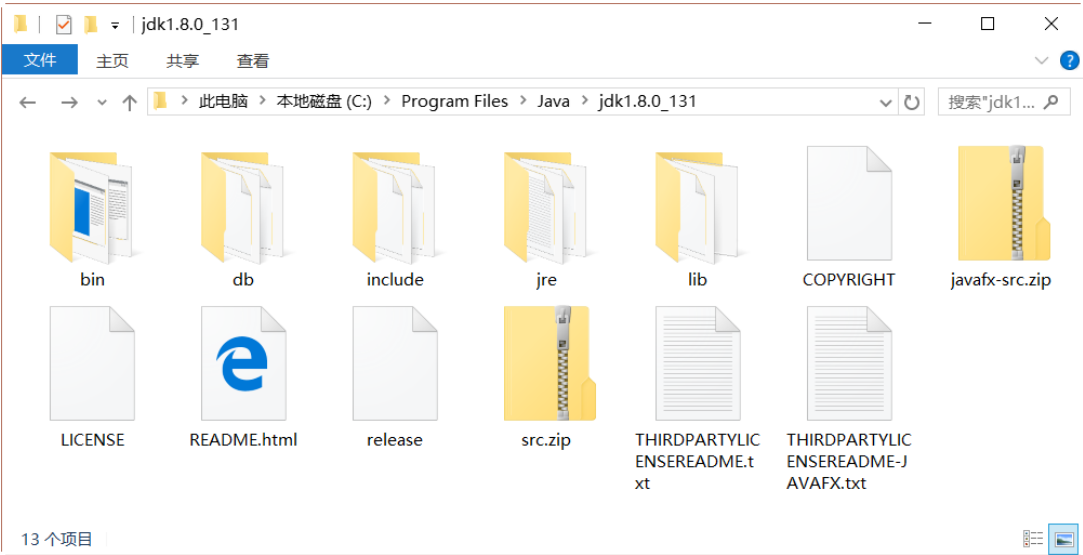 jdk1.8.0_131
文件 主页 共享 查看
此电脑 本地磁盘 (C:) Program Files Java jdk1.8.0_131 搜索"jdk1...
bin db include jre lib COPYRIGHT javafx-src.zip
LICENSE README.html release src.zip THIRDPARTYLIC THIRDPARTYLIC
ENSEREADME.t ENSEREADME-J
xt AVAFX.txt
13 个项目